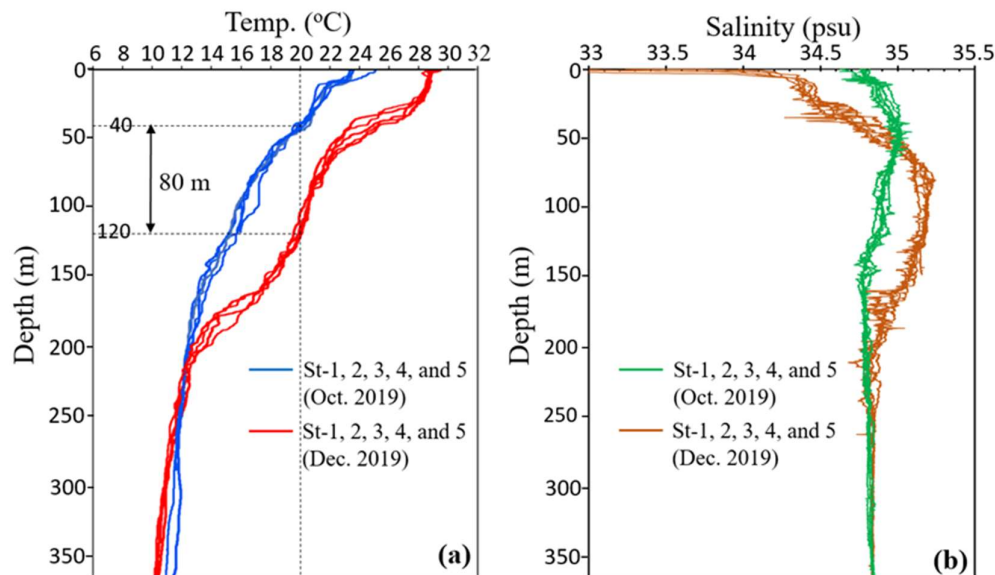 Temp. (°C)
6 8 10 12 14 16 18 20 22 24 26 28 30 32
0
40
50
80 m
100
120
150
200
250
300
350
Depth (m)
St-1, 2, 3, 4, and 5
(Oct. 2019)
St-1, 2, 3, 4, and 5
(Dec. 2019)
(a)
Salinity (psu)
33 33.5 34 34.5 35 35.5
0
50
100
150
200
250
300
350
Depth (m)
St-1, 2, 3, 4, and 5
(Oct. 2019)
St-1, 2, 3, 4, and 5
(Dec. 2019)
(b)